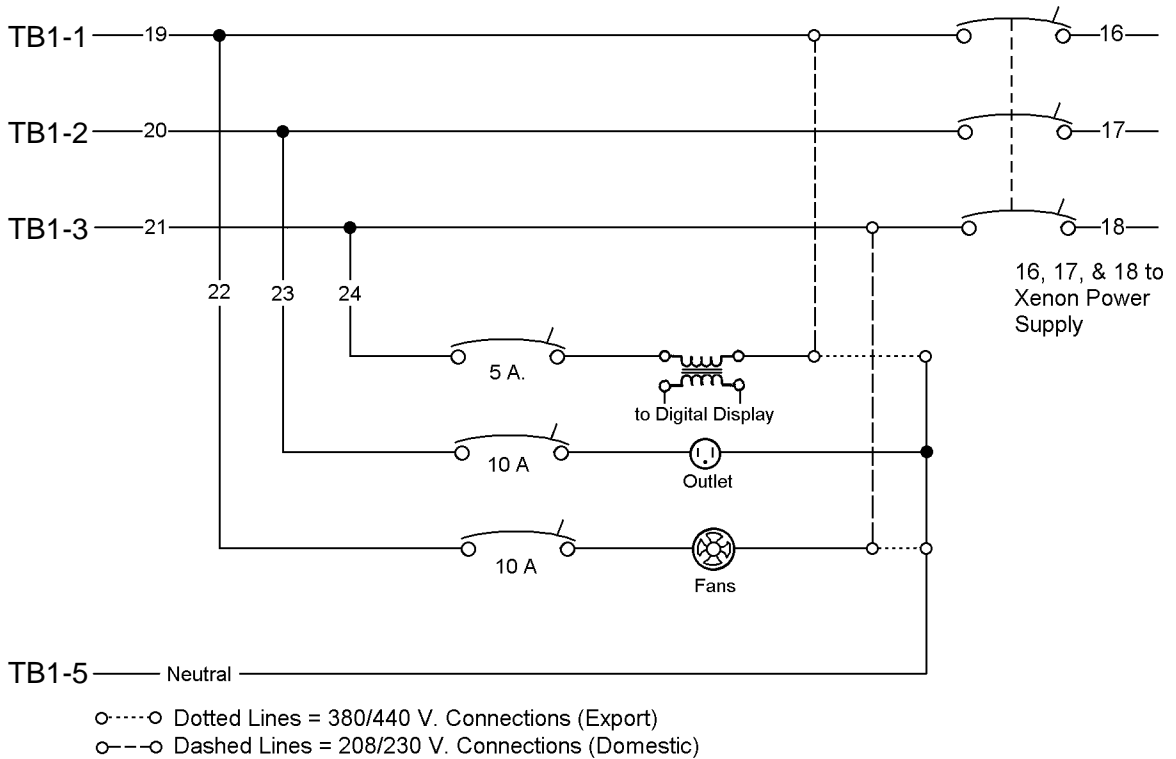 TB1-1 19 16
TB1-2 20 17
TB1-3 21 18
16, 17, & 18 to
Xenon Power
Supply
22 23 24
5 A.
to Digital Display
10 A
Outlet
10 A
Fans
TB1-5 Neutral
Dotted Lines = 380/440 V. Connections (Export)
Dashed Lines = 208/230 V. Connections (Domestic)